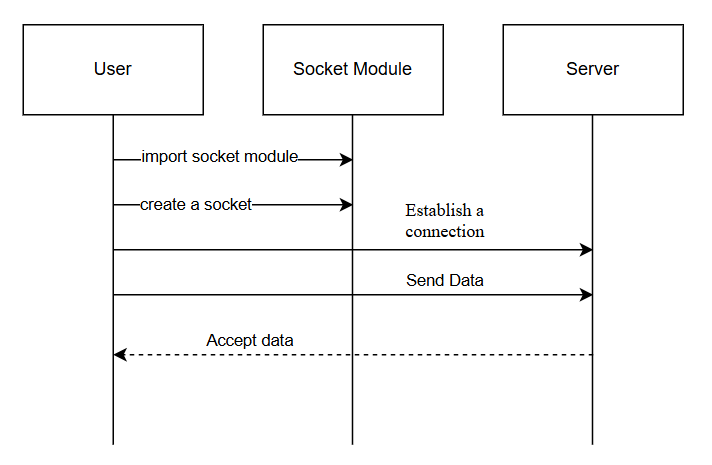 User
Socket Module
Server
import socket module
create a socket
Establish a
connection
Send Data
Accept data